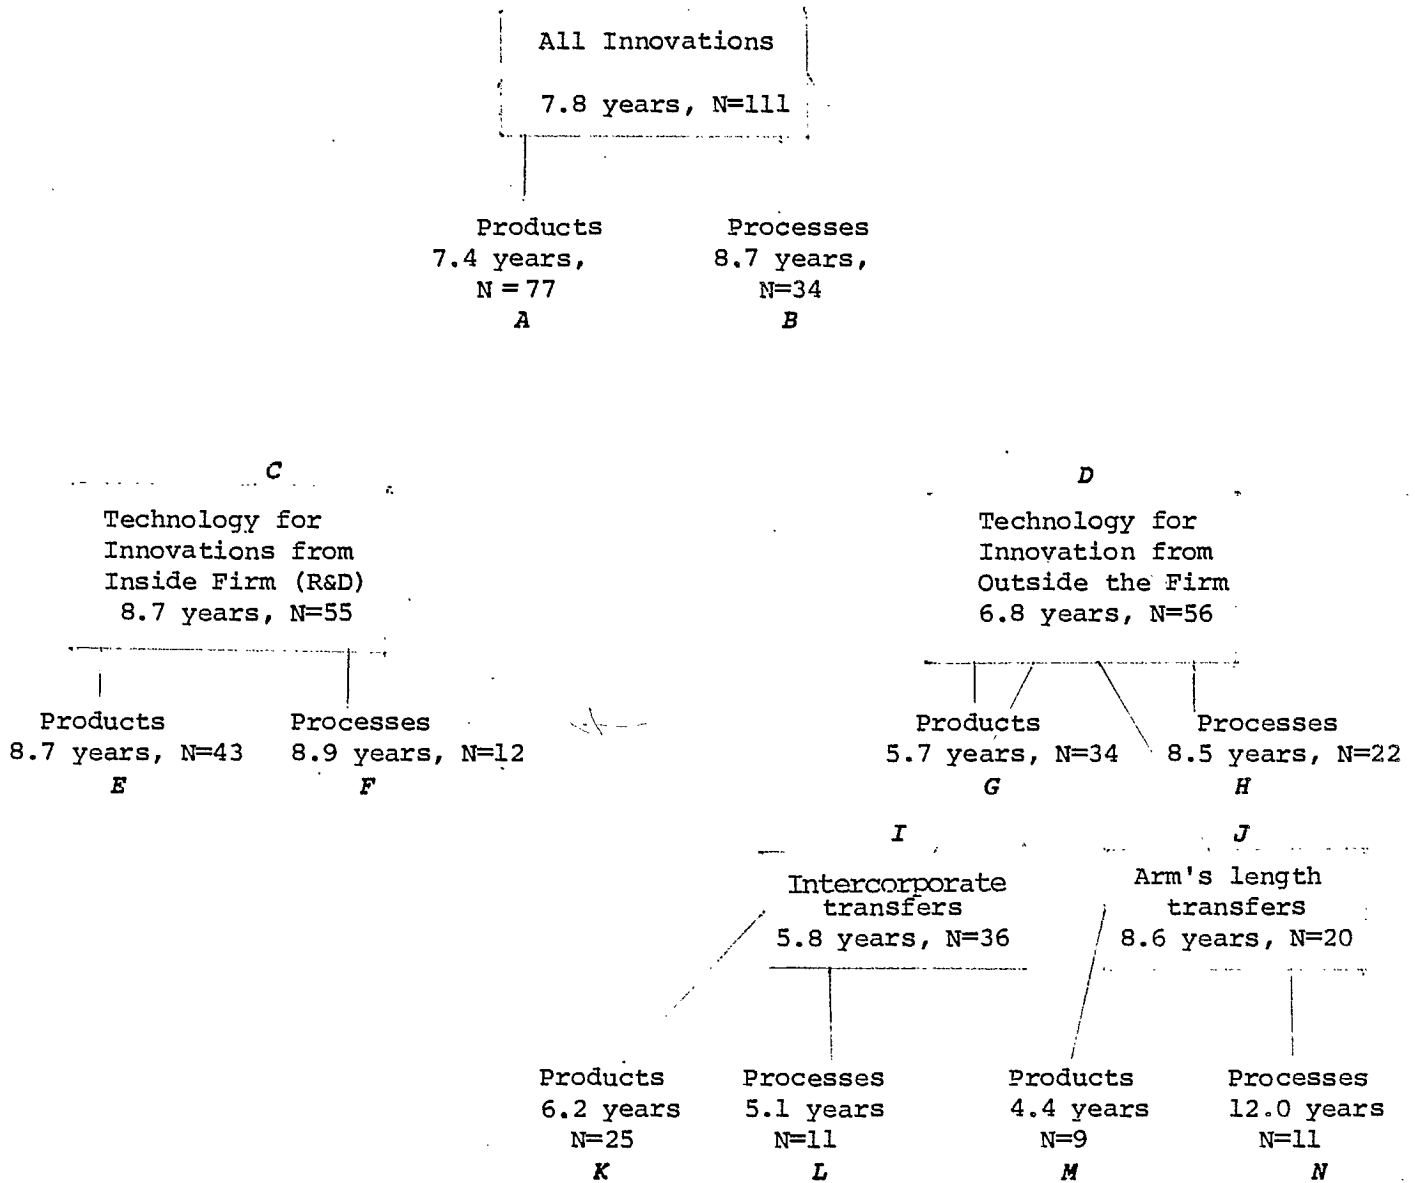 All Innovations
7.8 years, N=111
Products
7.4 years,
N = 77
A
Processes
8.7 years,
N=34
B
C
Technology for
Innovations from
Inside Firm (R&D)
8.7 years, N=55
Products
8.7 years, N=43
E
Processes
8.9 years, N=12
F
D
Technology for
Innovation from
Outside the Firm
6.8 years, N=56
Products
5.7 years, N=34
G
Processes
8.5 years, N=22
H
I
Intercorporate
transfers
5.8 years, N=36
J
Arm's length
transfers
8.6 years, N=20
Products
6.2 years
N=25
K
Processes
5.1 years
N=11
L
Products
4.4 years
N=9
M
Processes
12.0 years
N=11
N